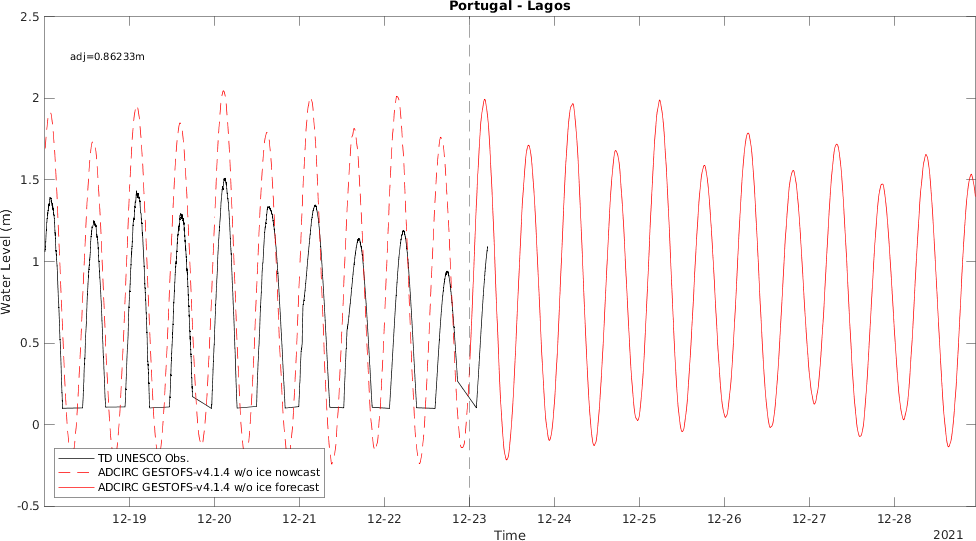 Portugal - Lagos
2.5
adj=0.86233m
2
1.5
1
0.5
0
-0.5
Water Level (m)
TD UNESCO Obs.
ADCIRC GESTOFS-v4.1.4 w/o ice nowcast
ADCIRC GESTOFS-v4.1.4 w/o ice forecast
12-19 12-20 12-21 12-22 12-23 12-24 12-25 12-26 12-27 12-28
Time
2021